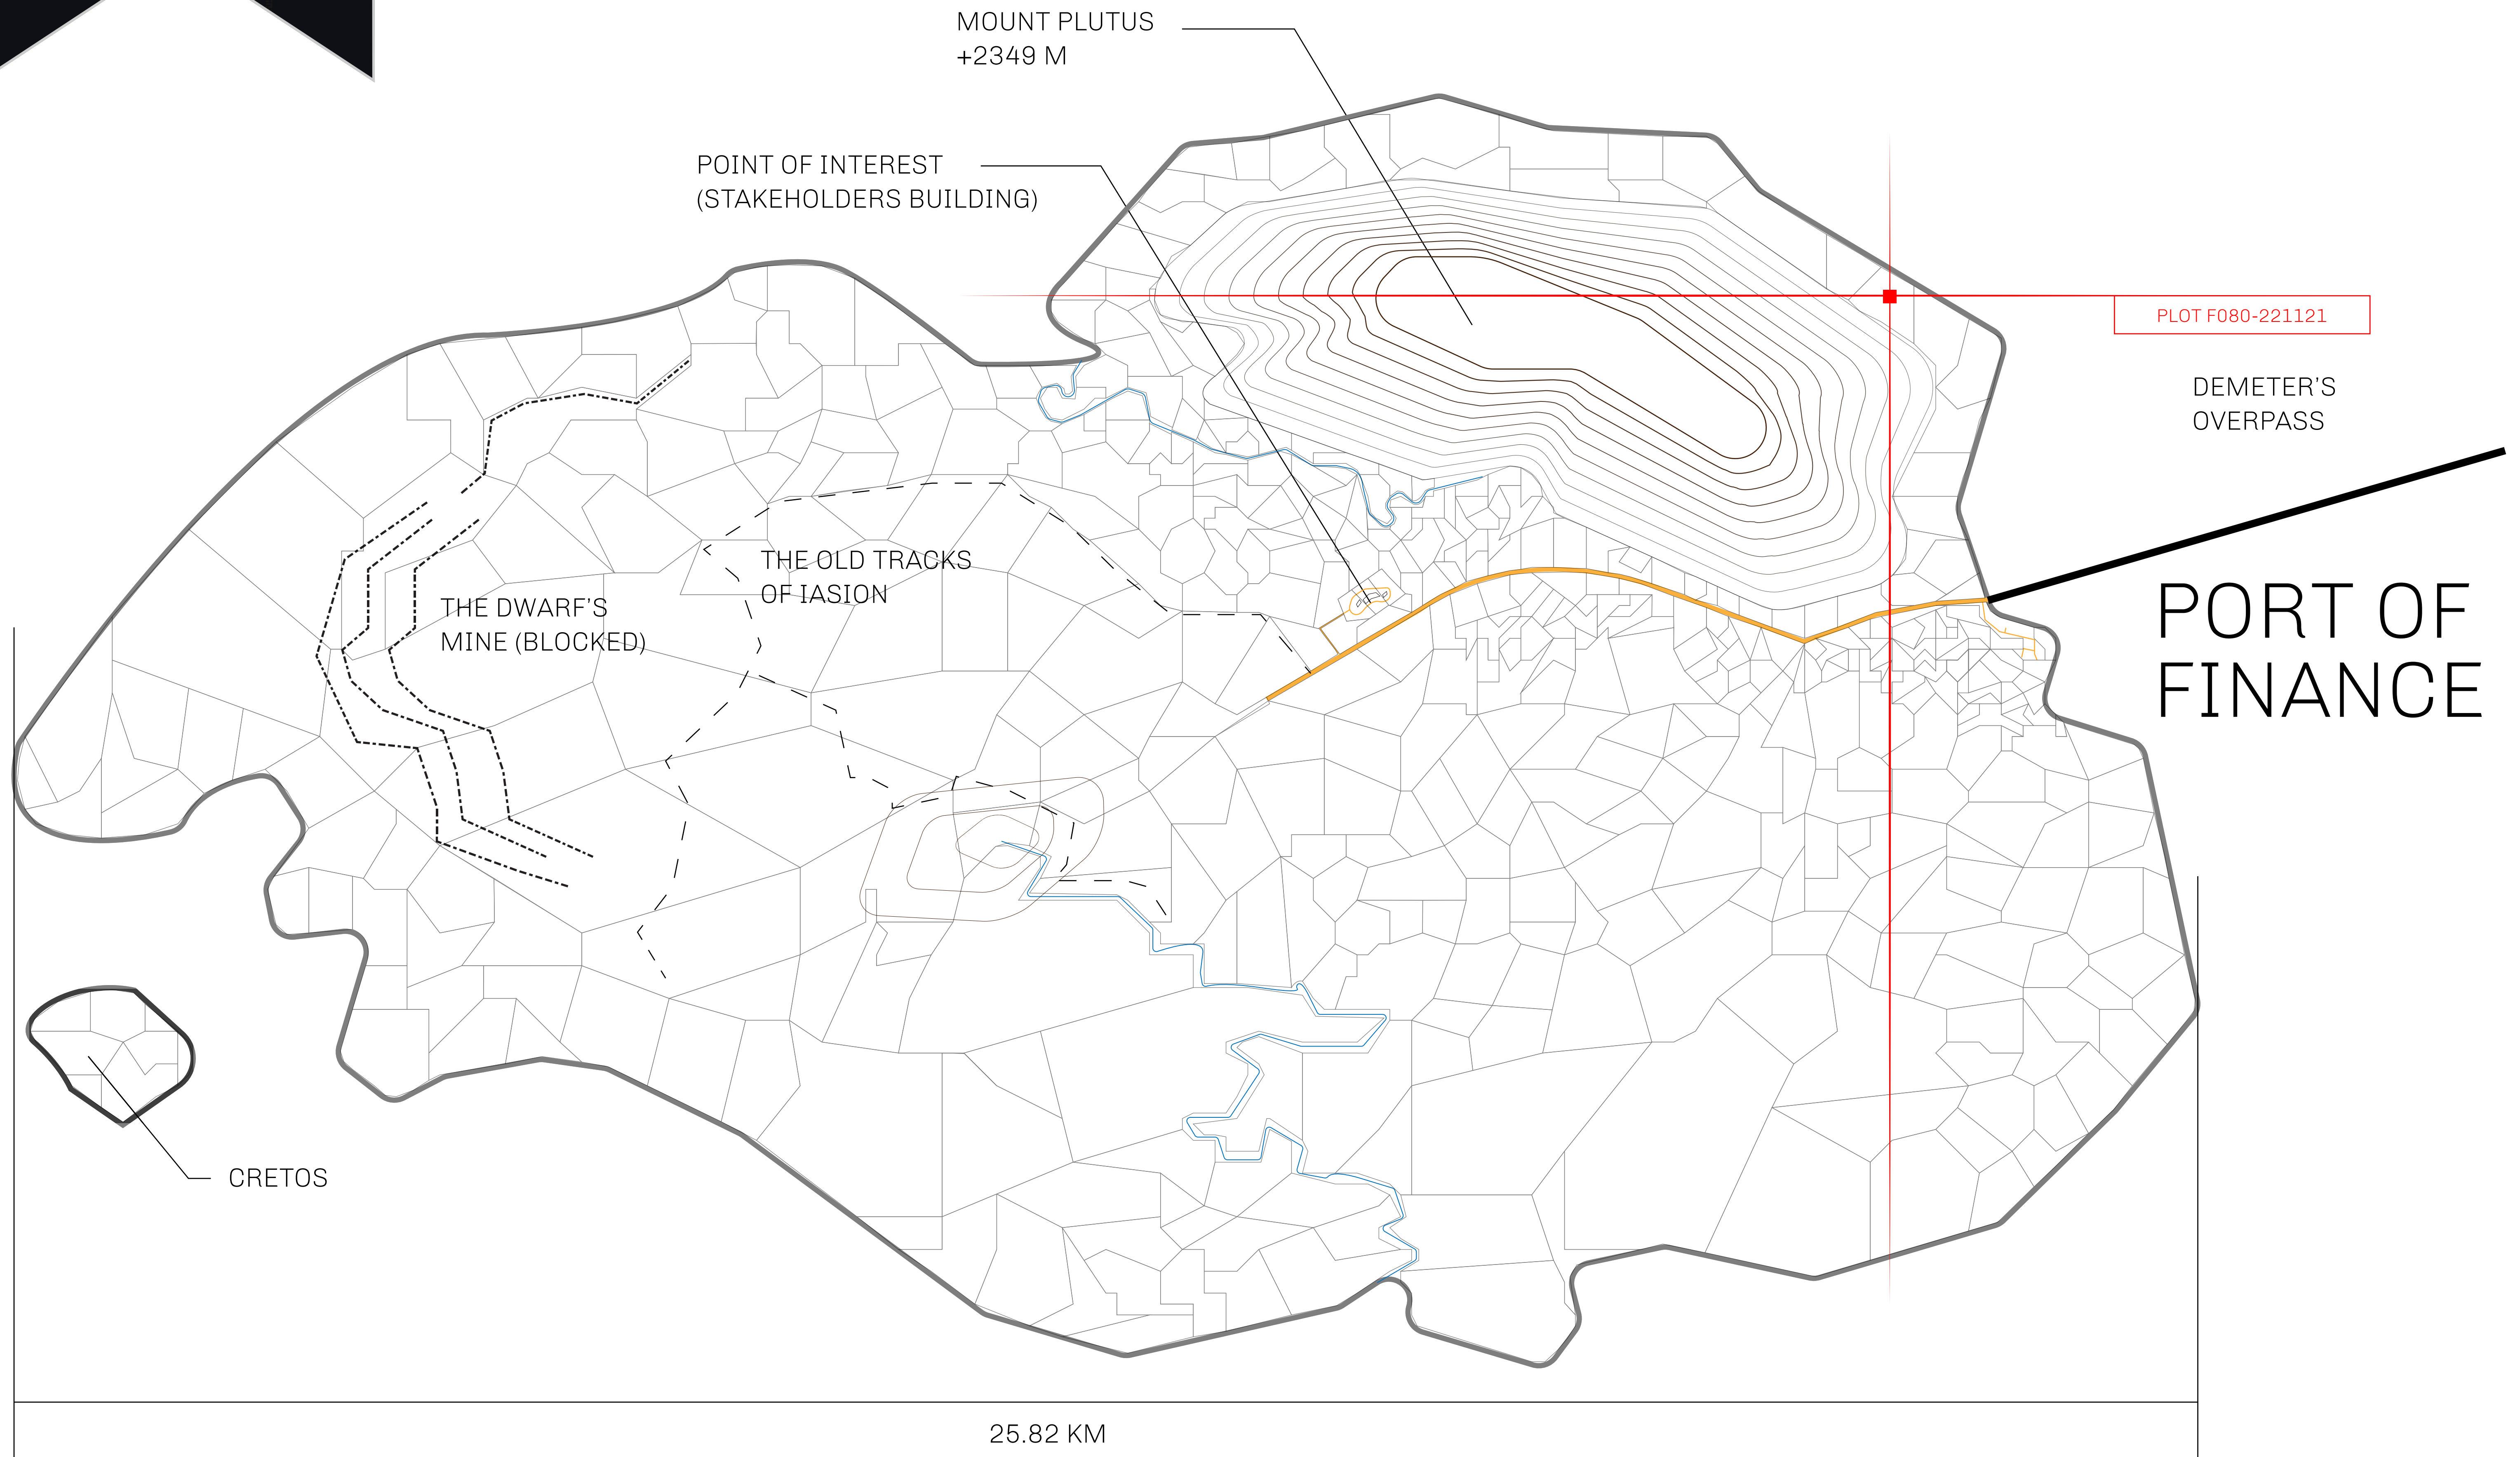 MOUNT PLUTUS
+2349 M
POINT OF INTEREST
(STAKEHOLDERS BUILDING)
PLOT F080-221121
DEMETER'S
OVERPASS
THE OLD TRACKS
OF IASION
THE DWARF'S
MINE (BLOCKED)
PORT OF
FINANCE
CRETOS
25.82 KM